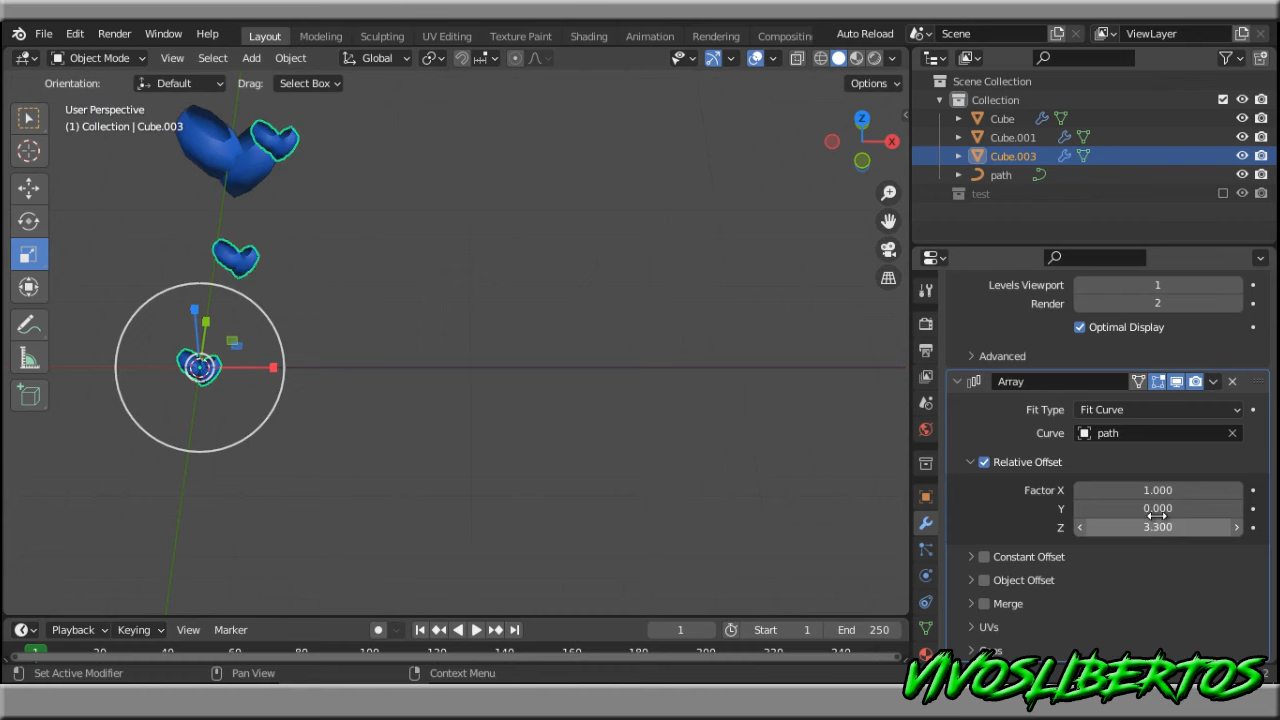 File Edit Render Window Help Layout Modeling Sculpting UV Editing Texture Paint Shading Animation Rendering Compositin Auto Reload Scene ViewLayer
Object Mode View Select Add Object Global
Orientation: Default Drag: Select Box Options
User Perspective
(1) Collection | Cube.003
Z
X
Scene Collection
Collection
Cube
Cube.001
Cube.003
path
test
Levels Viewport 1
Render 2
Optimal Display
Advanced
Array
Fit Type Fit Curve
Curve path
Relative Offset
Factor X 1.000
Y 0.000
Z 3.300
Constant Offset
Object Offset
Merge
UVs
Playback Keying View Marker 1 Start 1 End 250
1
Set Active Modifier Pan View Context Menu
VIVOSLIBERTOS